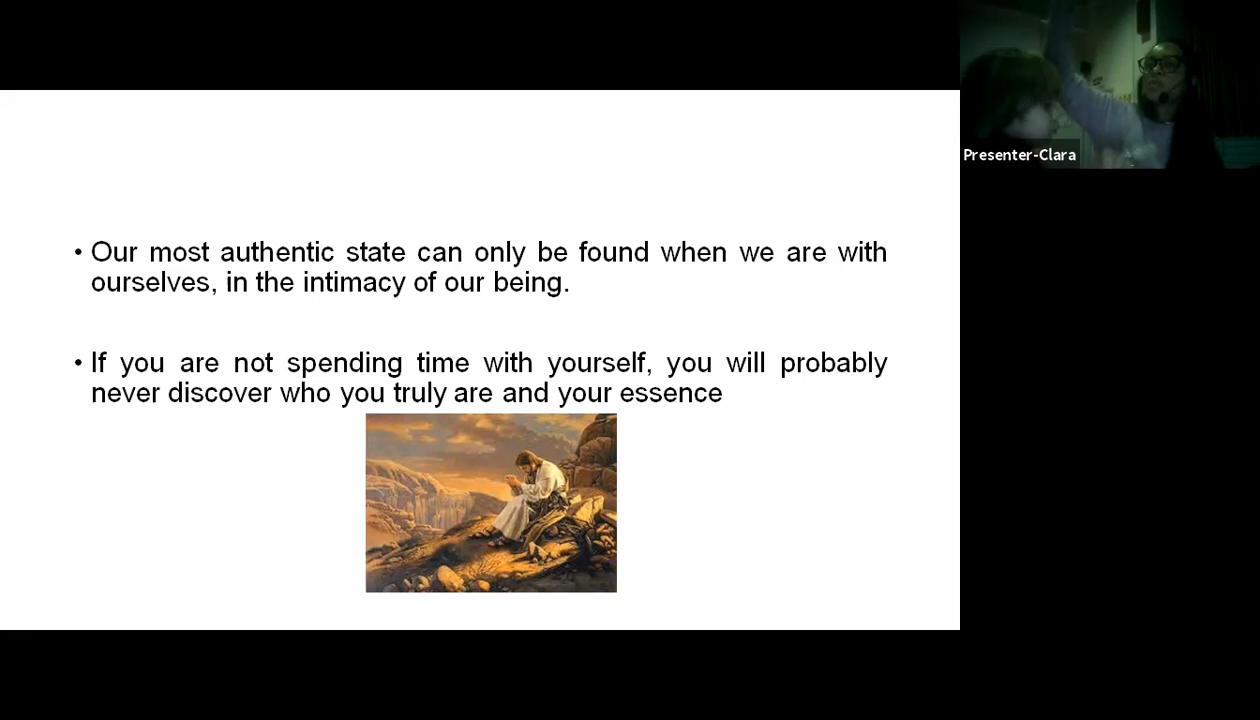 • Our most authentic state can only be found when we are with
ourselves, in the intimacy of our being.
• If you are not spending time with yourself, you will probably
never discover who you truly are and your essence
Presenter-Clara